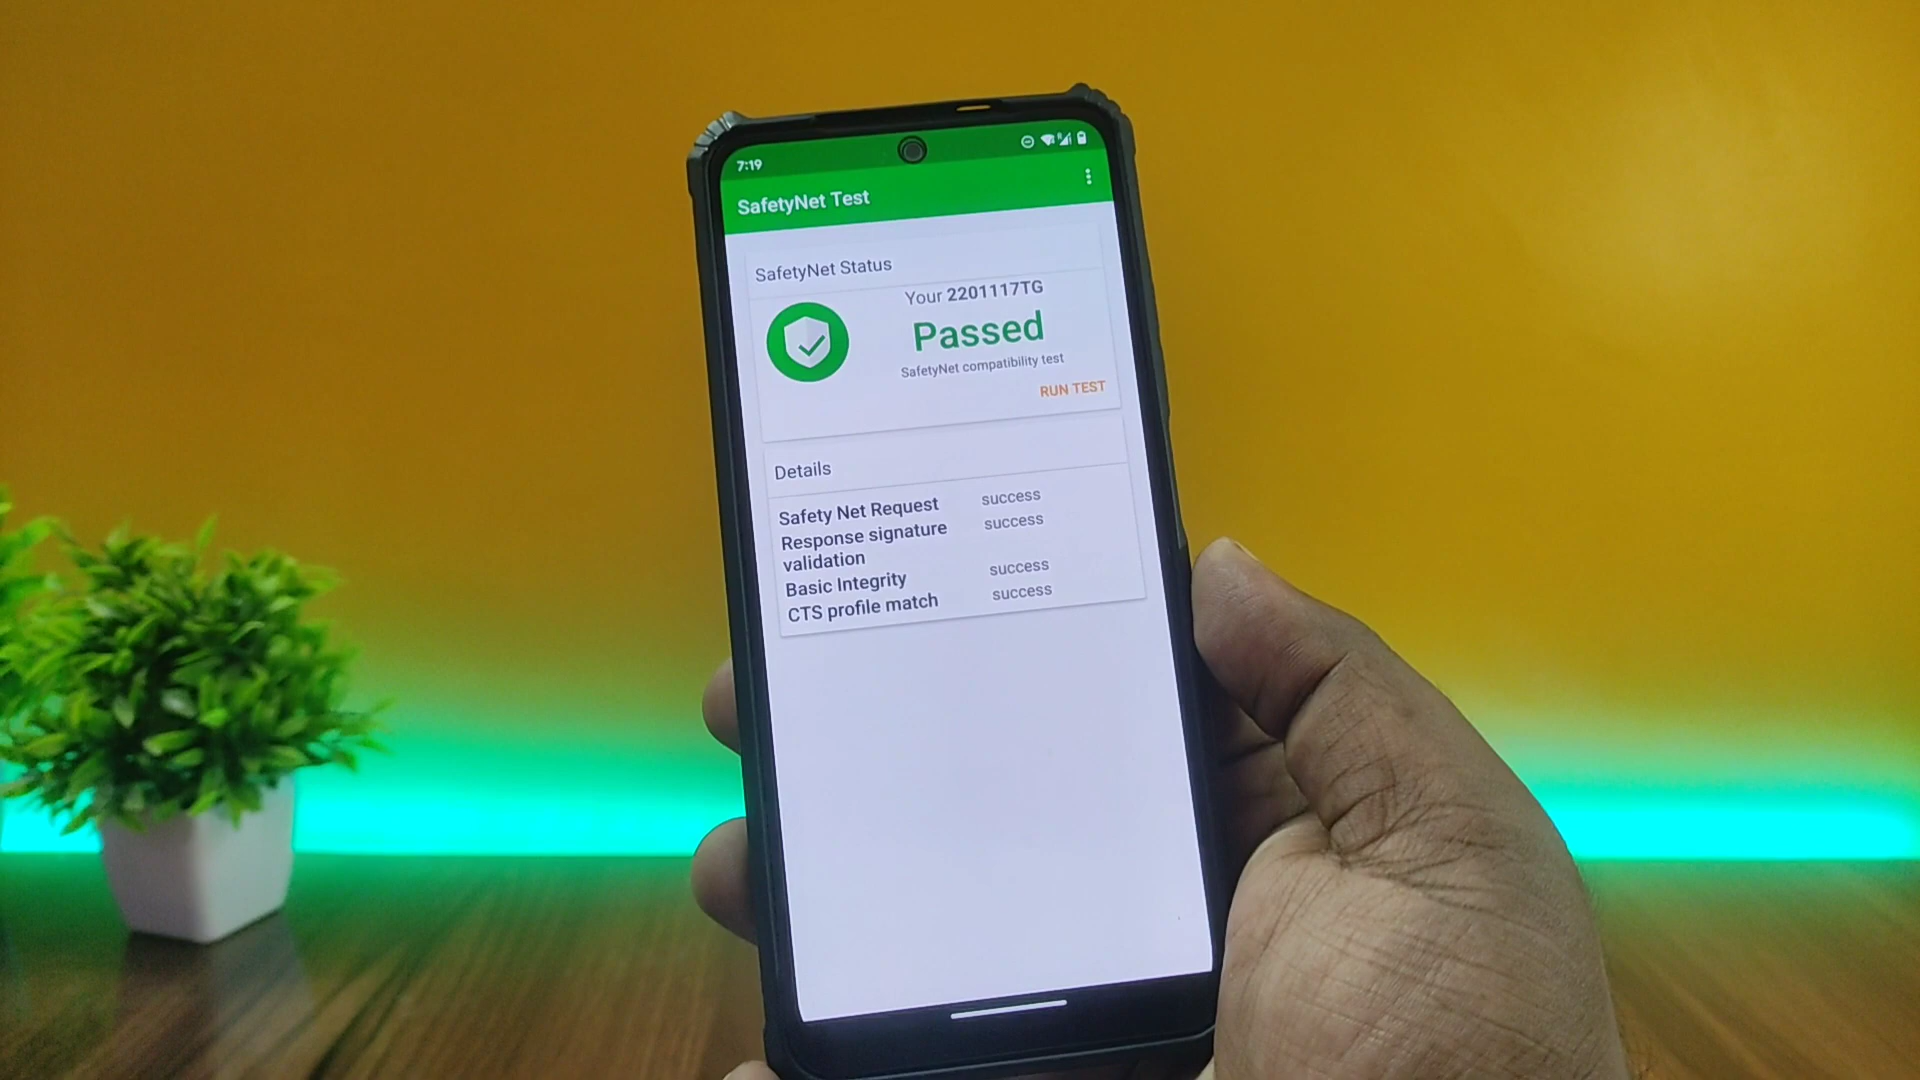 7:19
SafetyNet Test
SafetyNet Status
Your 2201117TG
Passed
SafetyNet compatibility test
RUN TEST
Details
Safety Net Request success
Response signature success
validation
Basic Integrity success
CTS profile match success